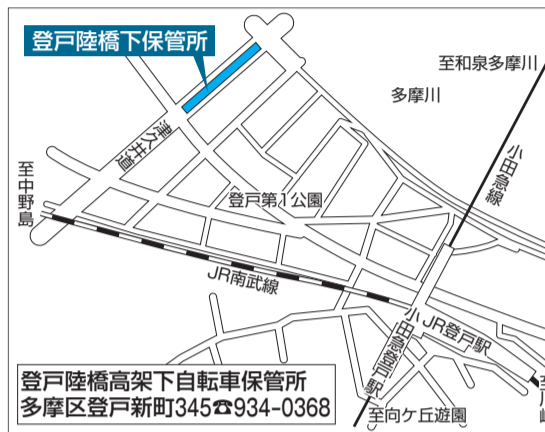 登戸陸橋下保管所
至和泉多摩川
多摩川
津久井道
小田急線
至中野島
登戸第1公園
JR南武線
JR登戸駅
小田急登戸駅
登戸陸橋高架下自転車保管所
多摩区登戸新町345☎934-0368
至向ケ丘遊園